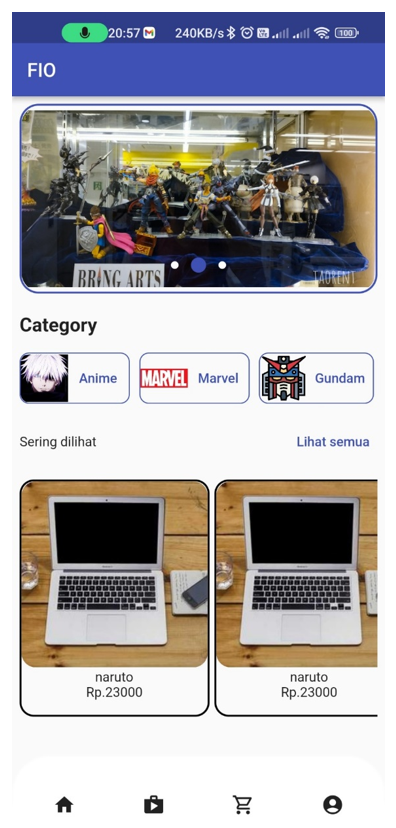 20:57 240KB/s 100
FIO
BRING ARTS
TAORENT
Category
Anime
MARVEL Marvel
Gundam
Sering dilihat Lihat semua
naruto
Rp.23000
naruto
Rp.23000